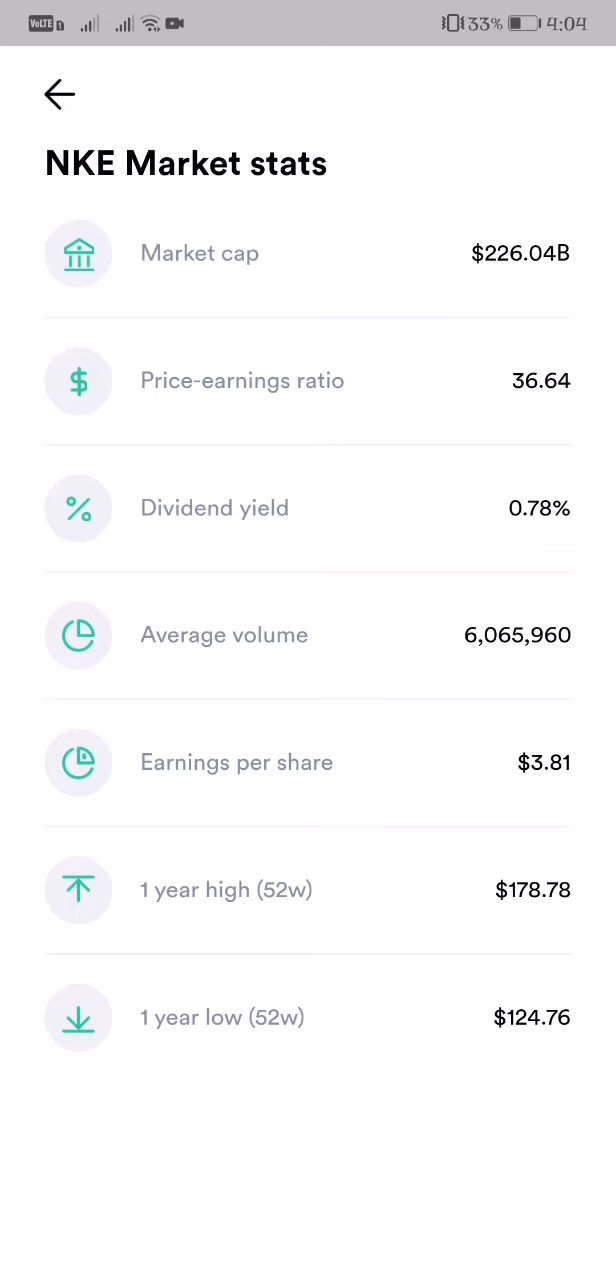 VoLTE 33% 4:04
NKE Market stats
Market cap $226.04B
Price-earnings ratio 36.64
Dividend yield 0.78%
Average volume 6,065,960
Earnings per share $3.81
1 year high (52w) $178.78
1 year low (52w) $124.76